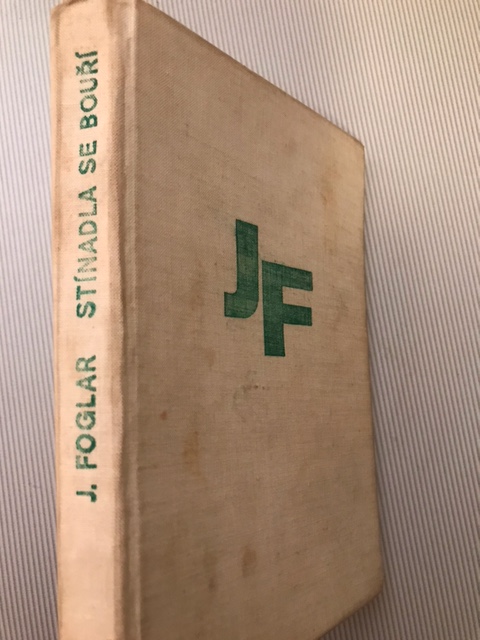 J. FOGLAR STÍNADLA SE BOUŘÍ
JF